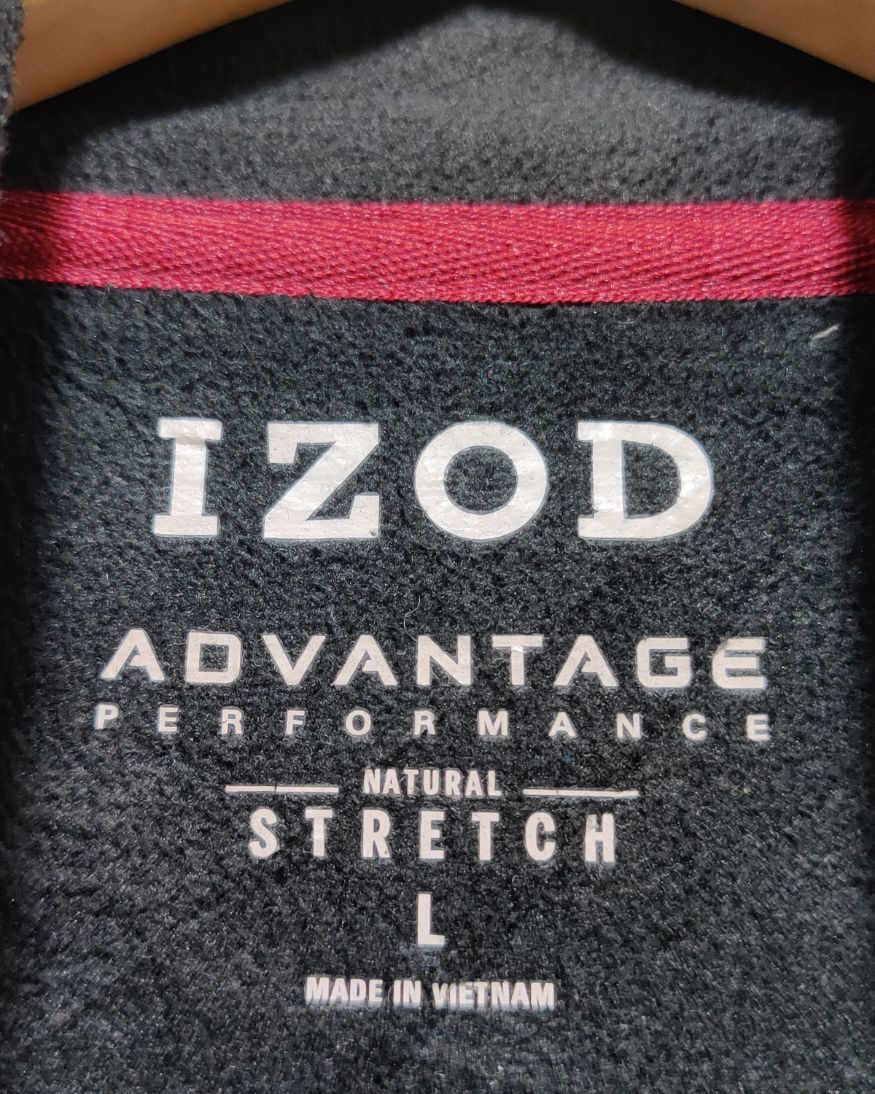 IZOD
ADVANTAGE
PERFORMANCE
NATURAL
STRETCH
L
MADE IN VIETNAM